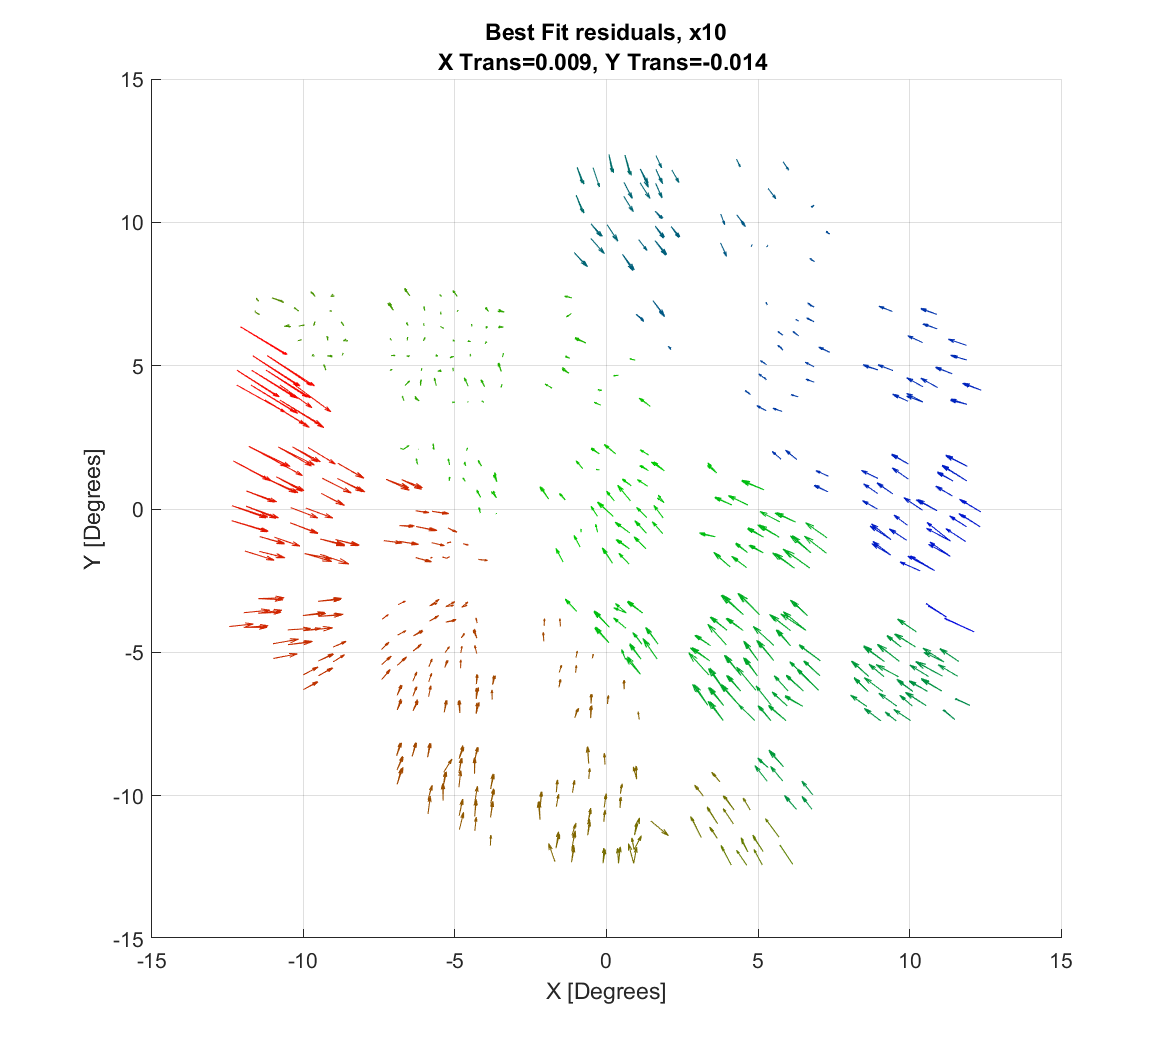 Best Fit residuals, x10
X Trans=0.009, Y Trans=-0.014
15
10
5
0
-5
-10
-15
Y [Degrees]
-15 -10 -5 0 5 10 15
X [Degrees]